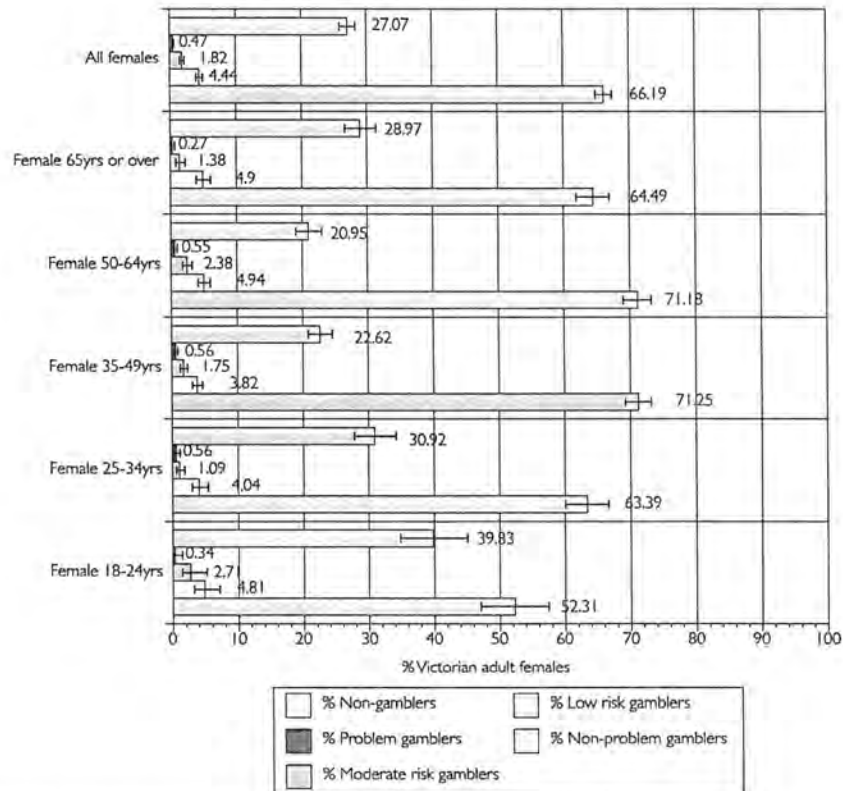 27.07
0.47
All females 1.82
4.44
66.19
28.97
0.27
Female 65yrs or over 1.38
4.9
64.49
20.95
0.55
Female 50-64yrs 2.38
4.94
71.18
22.62
0.56
Female 35-49yrs 1.75
3.82
71.25
30.92
0.56
Female 25-34yrs 1.09
4.04
63.39
39.83
0.34
Female 18-24yrs 2.71
4.81
52.31
0 10 20 30 40 50 60 70 80 90 100
% Victorian adult females
% Non-gamblers % Low risk gamblers
% Problem gamblers % Non-problem gamblers
% Moderate risk gamblers